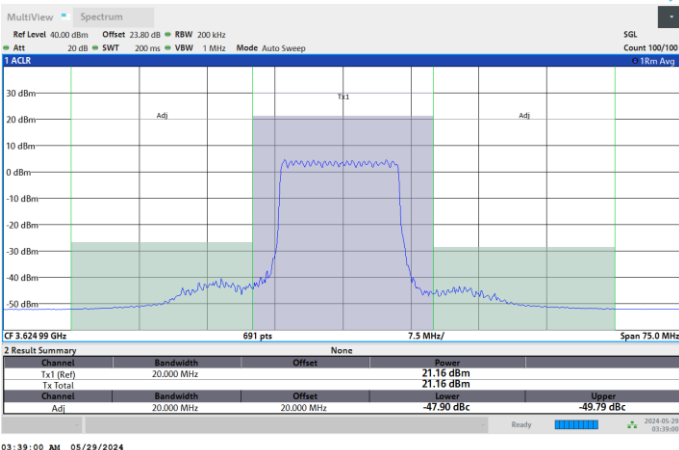 MultiView Spectrum
Ref Level 40.00 dBm Offset 23.80 dB RBW 200 kHz SGL
Att 20 dB SWT 200 ms VBW 1 MHz Mode Auto Sweep Count 100/100
1 ACLR 1Rm Avg
30 dBm
Tx1
20 dBm
Adj Adj
10 dBm
0 dBm
-10 dBm
-20 dBm
-30 dBm
-40 dBm
-50 dBm
CF 3.624 99 GHz 691 pts 7.5 MHz/ Span 75.0 MHz
2 Result Summary None
Channel Bandwidth Offset Power
Tx1 (Ref) 20.000 MHz 21.16 dBm
Tx Total 21.16 dBm
Channel Bandwidth Offset Lower Upper
Adj 20.000 MHz 20.000 MHz -47.90 dBc -49.79 dBc
Ready 2024-05-29
03:39:00
03:39:00 AM 05/29/2024